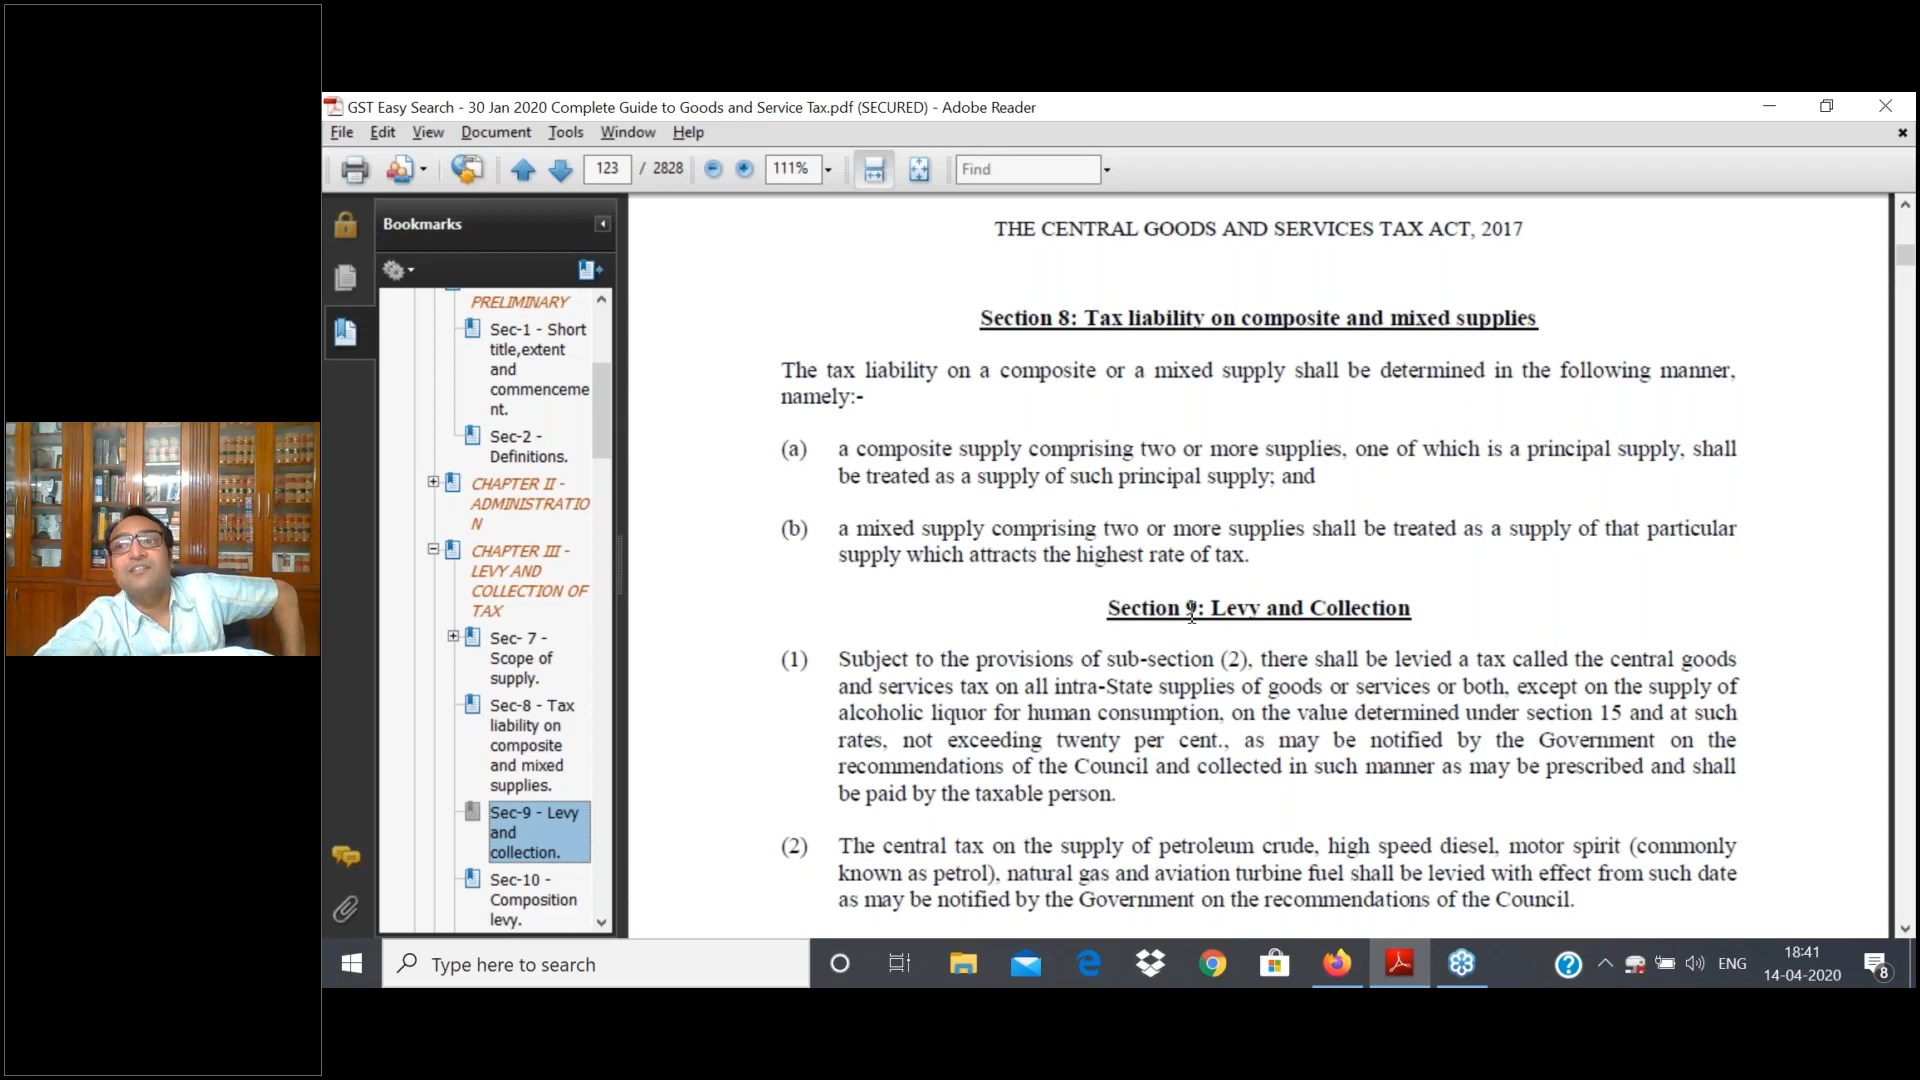 GST Easy Search - 30 Jan 2020 Complete Guide to Goods and Service Tax.pdf (SECURED) - Adobe Reader
File Edit View Document Tools Window Help
123 / 2828 111% Find
Bookmarks
PRELIMINARY
Sec-1 - Short
title,extent
and
commenceme
nt.
Sec-2 -
Definitions.
CHAPTER II -
ADMINISTRATIO
N
CHAPTER III -
LEVY AND
COLLECTION OF
TAX
Sec- 7 -
Scope of
supply.
Sec-8 - Tax
liability on
composite
and mixed
supplies.
Sec-9 - Levy
and
collection.
Sec-10 -
Composition
levy.
THE CENTRAL GOODS AND SERVICES TAX ACT, 2017
Section 8: Tax liability on composite and mixed supplies
The tax liability on a composite or a mixed supply shall be determined in the following manner,
namely:-
(a) a composite supply comprising two or more supplies, one of which is a principal supply, shall
be treated as a supply of such principal supply; and
(b) a mixed supply comprising two or more supplies shall be treated as a supply of that particular
supply which attracts the highest rate of tax.
Section 9: Levy and Collection
(1) Subject to the provisions of sub-section (2), there shall be levied a tax called the central goods
and services tax on all intra-State supplies of goods or services or both, except on the supply of
alcoholic liquor for human consumption, on the value determined under section 15 and at such
rates, not exceeding twenty per cent., as may be notified by the Government on the
recommendations of the Council and collected in such manner as may be prescribed and shall
be paid by the taxable person.
(2) The central tax on the supply of petroleum crude, high speed diesel, motor spirit (commonly
known as petrol), natural gas and aviation turbine fuel shall be levied with effect from such date
as may be notified by the Government on the recommendations of the Council.
Type here to search
ENG
18:41
14-04-2020
8